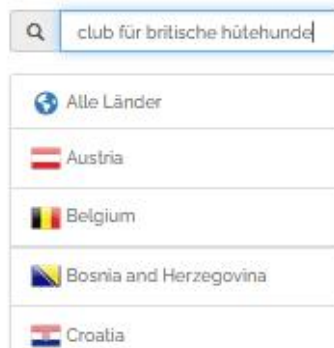 club für britische hütehunde
Alle Länder
Austria
Belgium
Bosnia and Herzegovina
Croatia